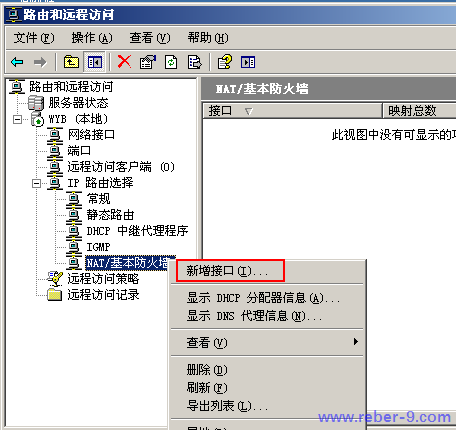 路由和远程访问
文件(F) 操作(A) 查看(V) 帮助(H)
路由和远程访问
服务器状态
WYB (本地)
网络接口
端口
远程访问客户端 (0)
IP 路由选择
常规
静态路由
DHCP 中继代理程序
IGMP
NAT/基本防火墙
远程访问策略
远程访问记录
NAT/基本防火墙
接口 映射总数
此视图中没有可显示的项
新增接口(I)...
显示 DHCP 分配器信息(A)...
显示 DNS 代理信息(N)...
查看(V)
删除(D)
刷新(F)
导出列表(L)...
www.reber-9.com